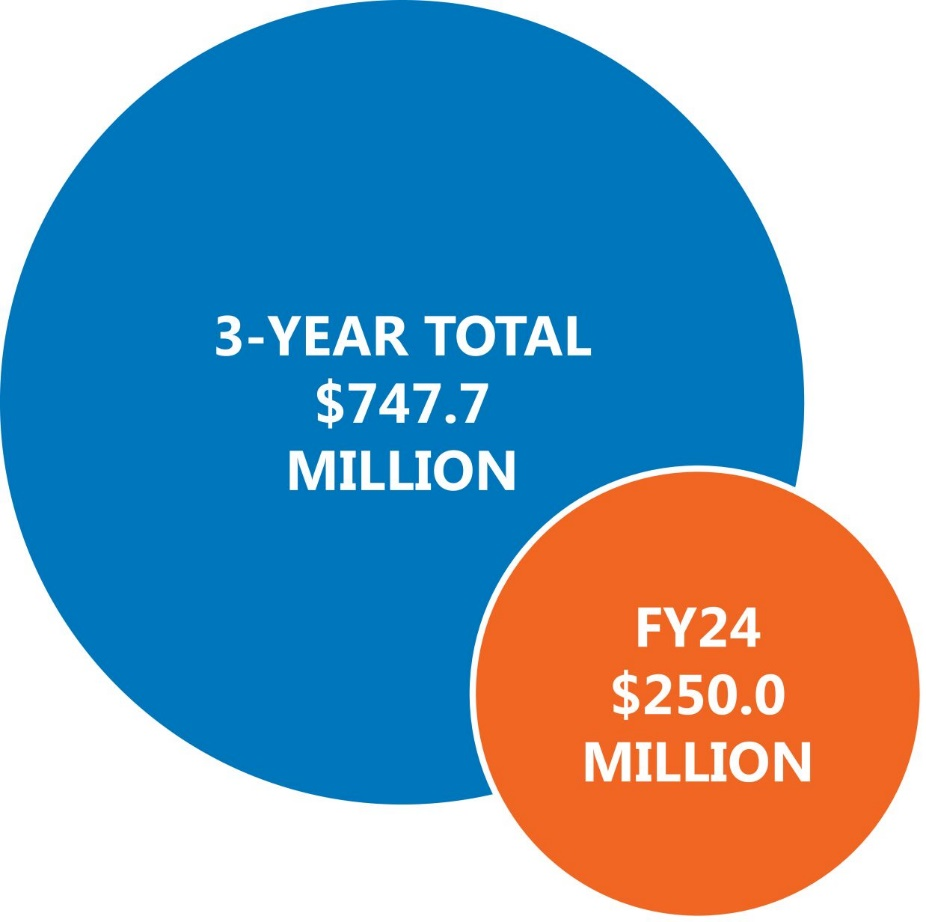 3-YEAR TOTAL
$747.7
MILLION
FY24
$250.0
MILLION